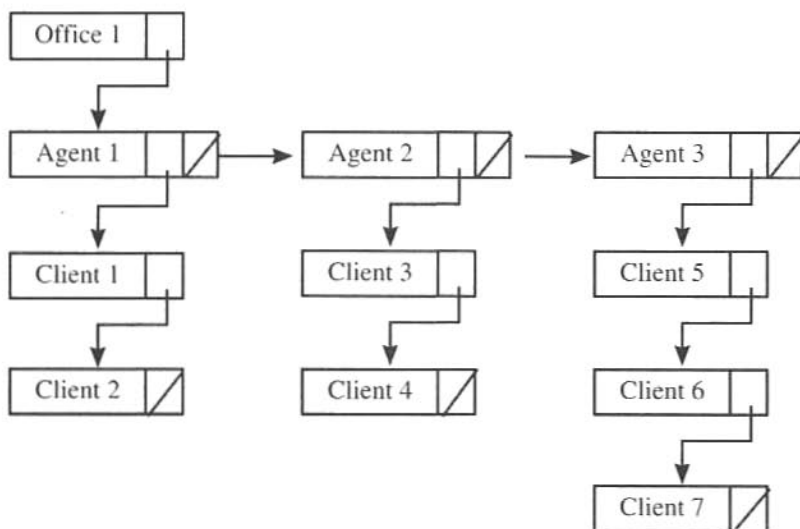 Office 1
Agent 1
Agent 2
Agent 3
Client 1
Client 3
Client 5
Client 2
Client 4
Client 6
Client 7